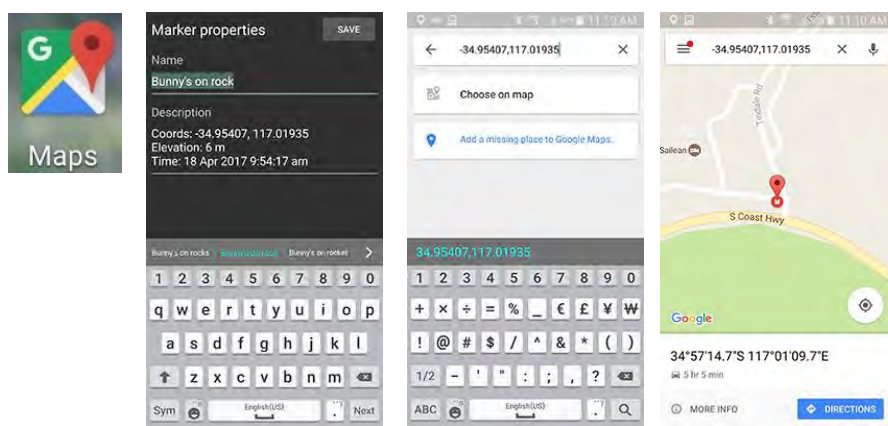 G
Maps
Marker properties
SAVE
Name
Bunny's on rock
Description
Coords: -34.95407, 117.01935
Elevation: 6 m
Time: 18 Apr 2017 9:54:17 am
Bunny's on rocks
Bunny's on rocket
1 2 3 4 5 6 7 8 9 0
q w e r t y u i o p
a s d f g h j k l
z x c v b n m
Sym
English(US)
Next
11:10 AM
-34.95407,117.01935
Choose on map
Add a missing place to Google Maps.
34.95407,117.01935
1 2 3 4 5 6 7 8 9 0
+ × ÷ = % _ € £ ¥ ₩
! @ # $ / ^ & * ( )
1/2 - ' " : ; , ?
ABC
English(US)
11:10 AM
-34.95407,117.01935
Tindale Rd
Sailean
S Coast Hwy
Google
34°57'14.7"S 117°01'09.7"E
5 hr 5 min
MORE INFO
DIRECTIONS